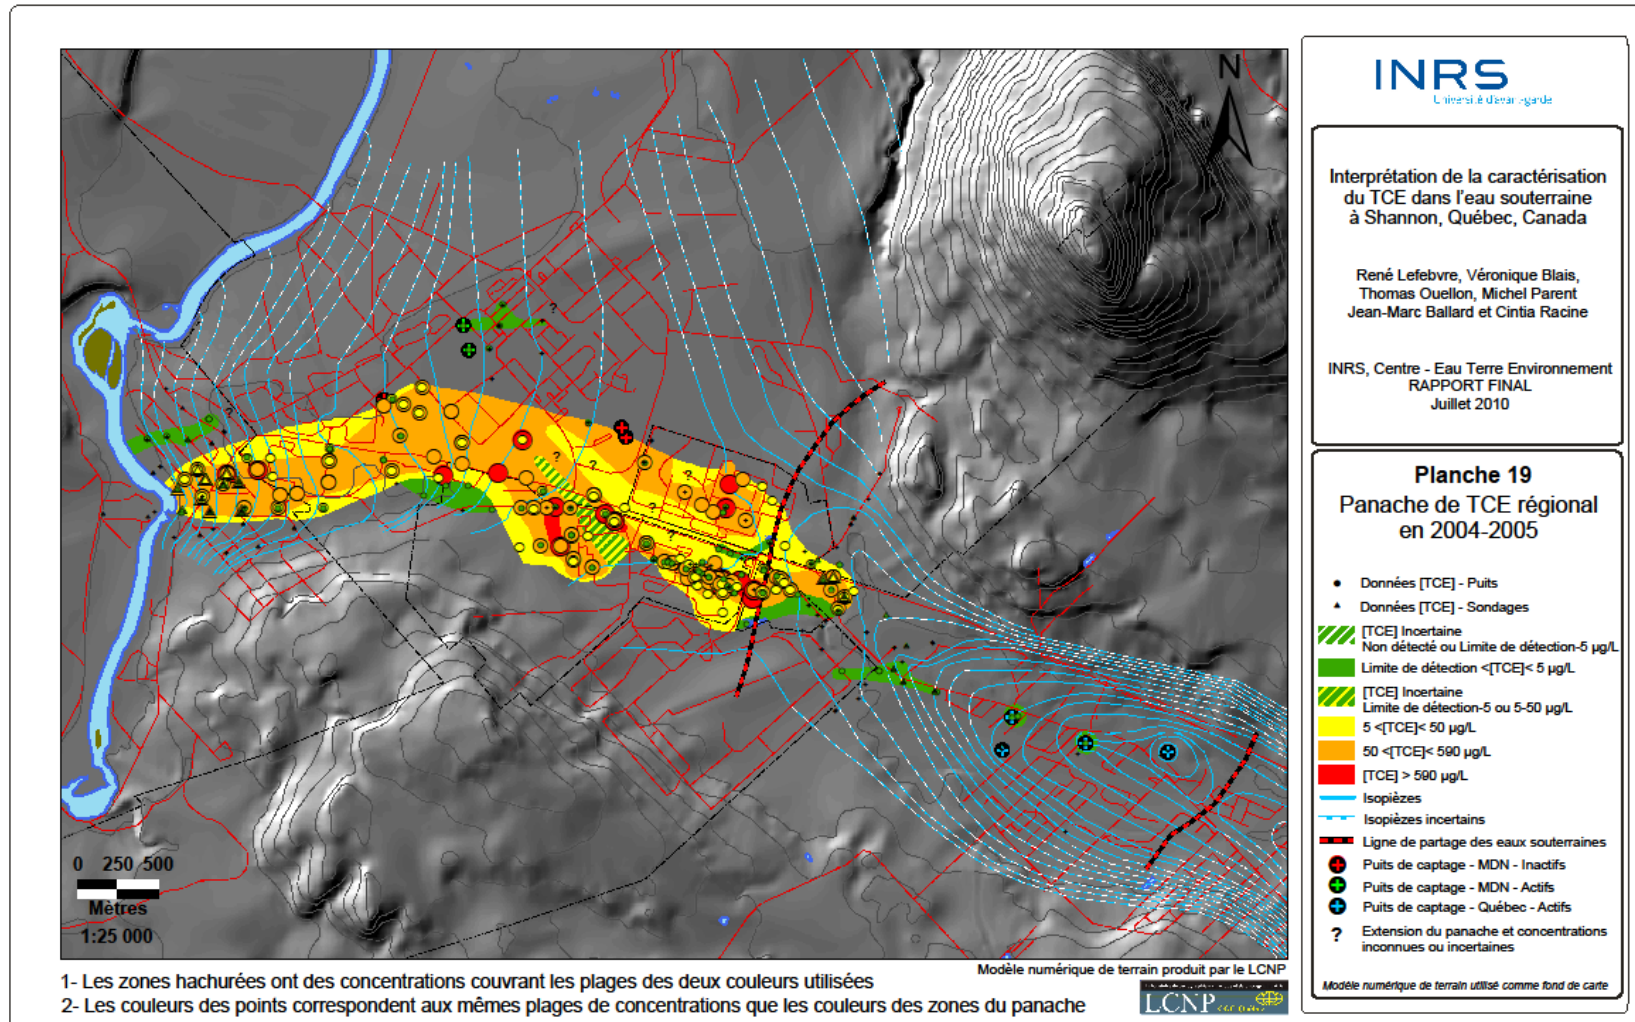 N
0 250 500
Mètres
1:25 000
?
?
?
?
?
?
?
?
1- Les zones hachurées ont des concentrations couvrant les plages des deux couleurs utilisées
2- Les couleurs des points correspondent aux mêmes plages de concentrations que les couleurs des zones du panache
Modèle numérique de terrain produit par le LCNP
LCNP
INRS
Université d'avant-garde
Interprétation de la caractérisation
du TCE dans l'eau souterraine
à Shannon, Québec, Canada
René Lefebvre, Véronique Blais,
Thomas Ouellon, Michel Parent
Jean-Marc Ballard et Cintia Racine
INRS, Centre - Eau Terre Environnement
RAPPORT FINAL
Juillet 2010
Planche 19
Panache de TCE régional
en 2004-2005
Données [TCE] - Puits
Données [TCE] - Sondages
[TCE] Incertaine
Non détecté ou Limite de détection-5 µg/L
Limite de détection <[TCE]< 5 µg/L
[TCE] Incertaine
Limite de détection-5 ou 5-50 µg/L
5 <[TCE]< 50 µg/L
50 <[TCE]< 590 µg/L
[TCE] > 590 µg/L
Isopièzes
Isopièzes incertains
Ligne de partage des eaux souterraines
Puits de captage - MDN - Inactifs
Puits de captage - MDN - Actifs
Puits de captage - Québec - Actifs
? Extension du panache et concentrations
inconnues ou incertaines
Modèle numérique de terrain utilisé comme fond de carte